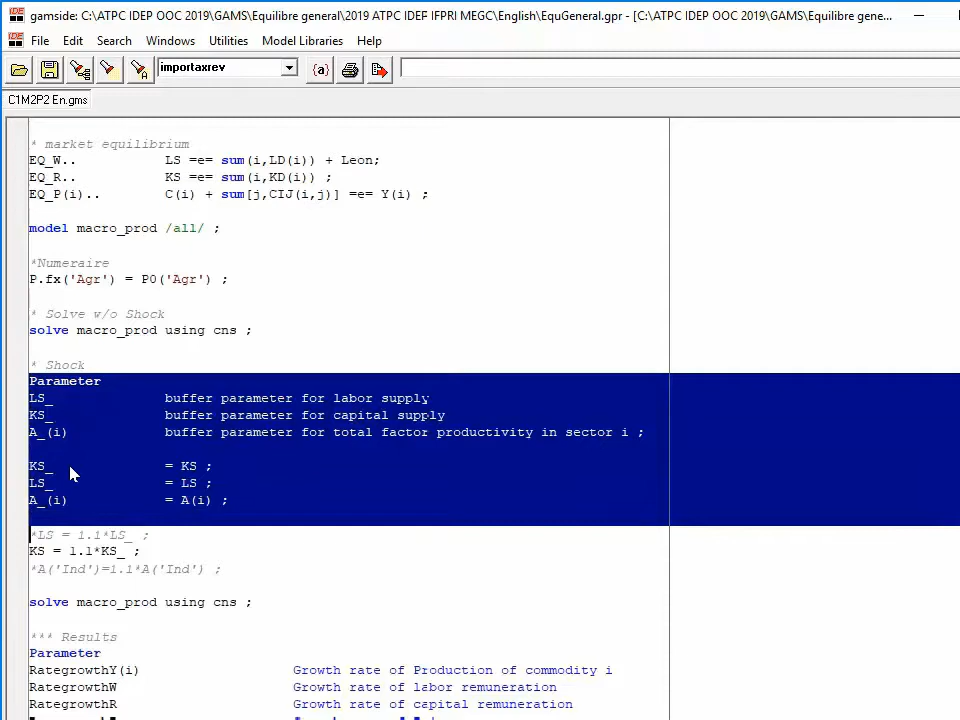 gamside: C:\ATPC IDEP OOC 2019\GAMS\Equilibre general\2019 ATPC IDEF IFPRI MEGC\English\EquGeneral.gpr - [C:\ATPC IDEP OOC 2019\GAMS\Equilibre gene...
IDE File Edit Search Windows Utilities Model Libraries Help
importaxrev {a}
C1M2P2 En.gms
* market equilibrium
EQ_W.. LS =e= sum(i,LD(i)) + Leon;
EQ_R.. KS =e= sum(i,KD(i)) ;
EQ_P(i).. C(i) + sum[j,CIJ(i,j)] =e= Y(i) ;
model macro_prod /all/ ;
*Numeraire
P.fx('Agr') = P0('Agr') ;
* Solve w/o Shock
solve macro_prod using cns ;
* Shock
Parameter
LS_ buffer parameter for labor supply
KS_ buffer parameter for capital supply
A_(i) buffer parameter for total factor productivity in sector i ;
KS_ = KS ;
LS_ = LS ;
A_(i) = A(i) ;
*LS = 1.1*LS_ ;
KS = 1.1*KS_ ;
*A('Ind')=1.1*A('Ind') ;
solve macro_prod using cns ;
*** Results
Parameter
RategrowthY(i) Growth rate of Production of commodity i
RategrowthW Growth rate of labor remuneration
RategrowthR Growth rate of capital remuneration